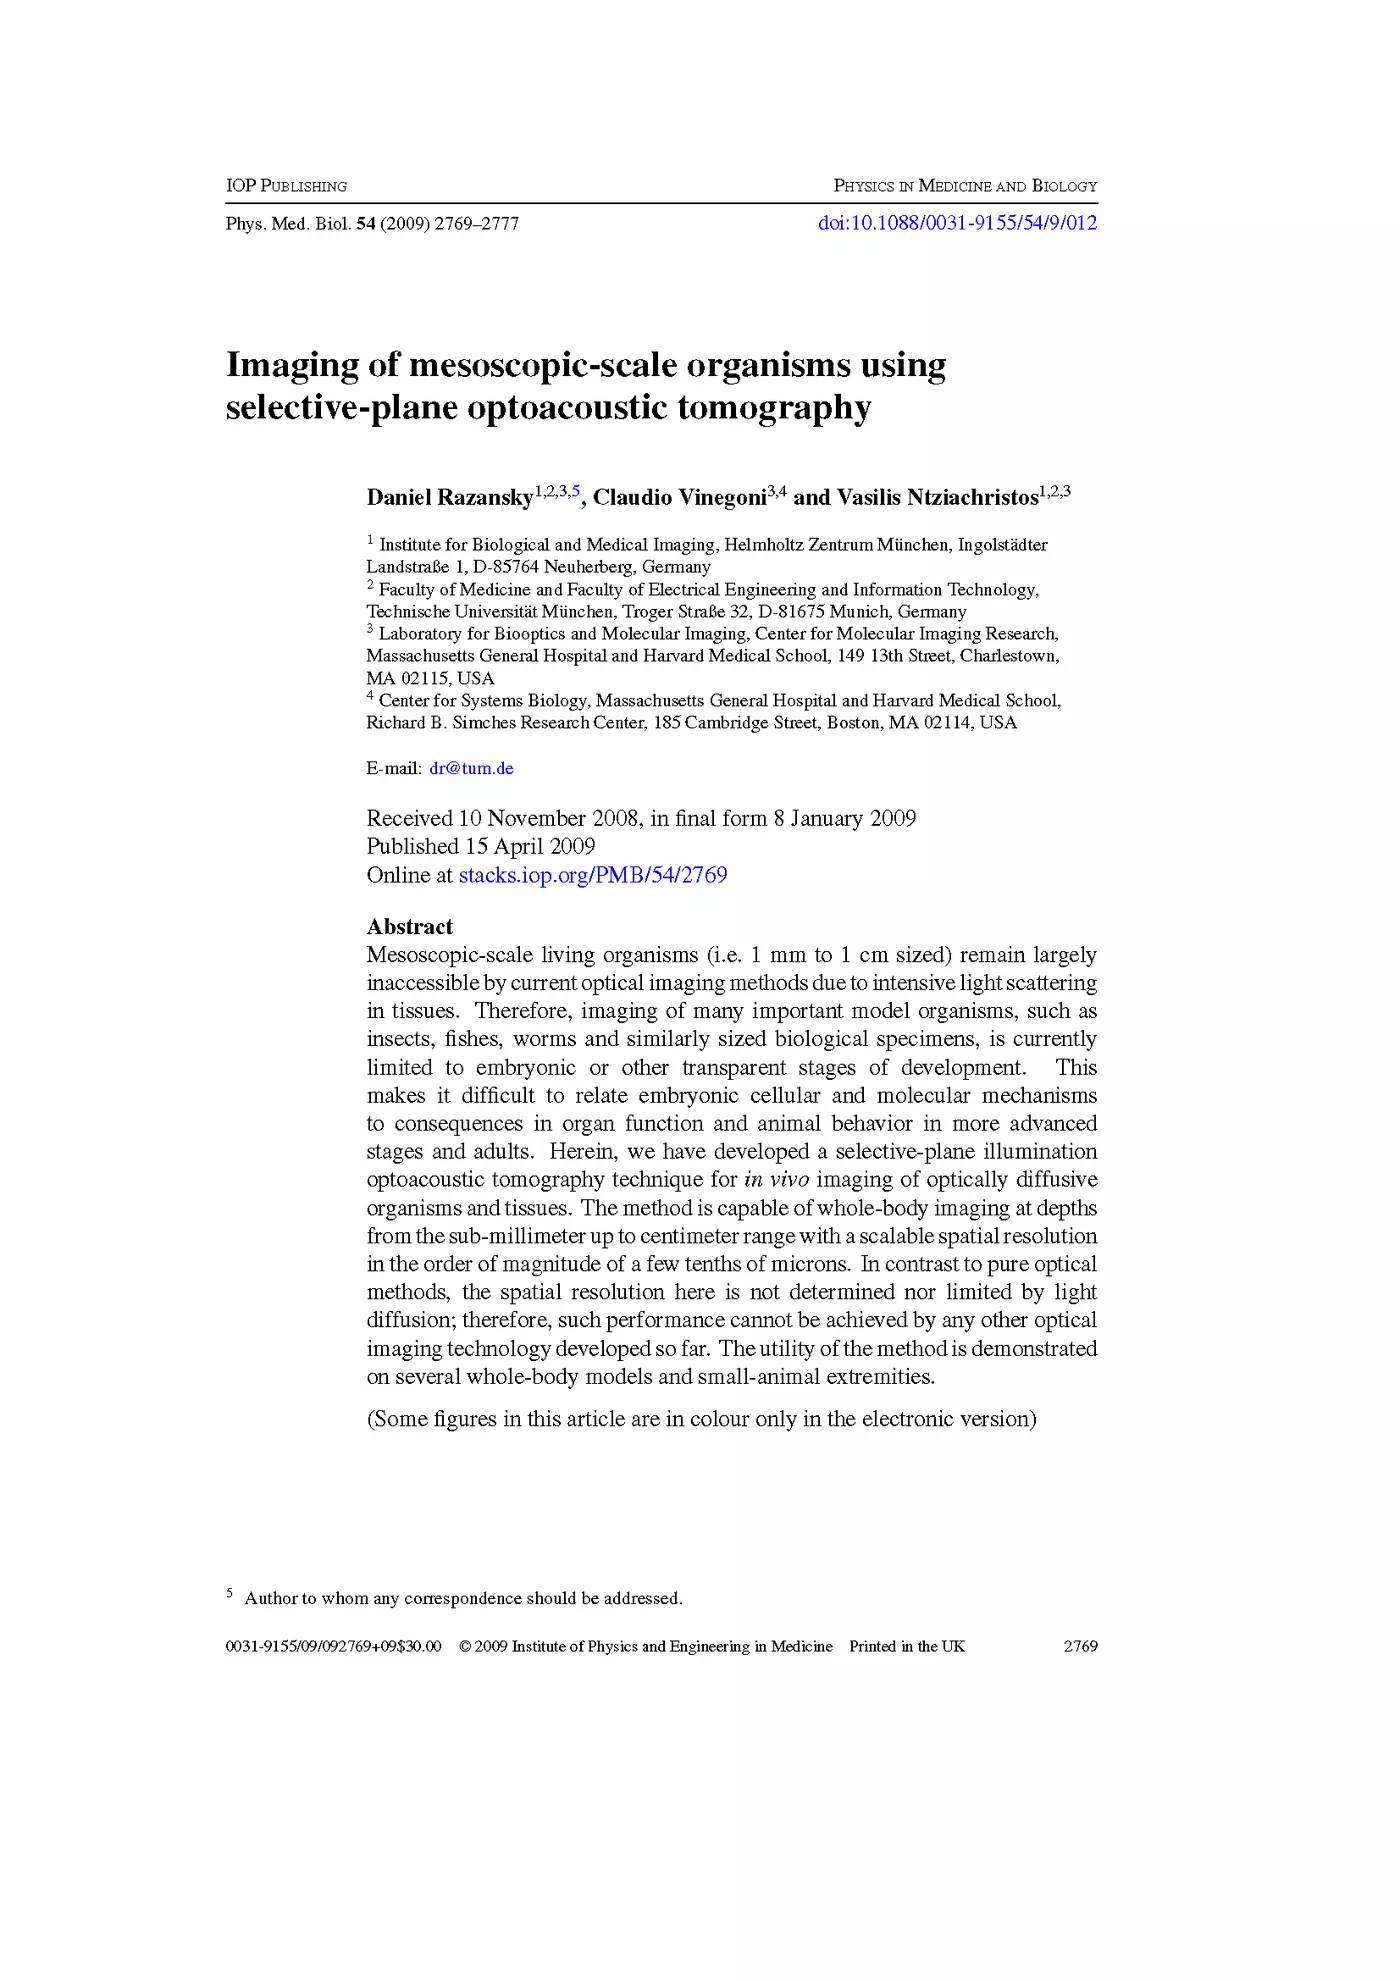 IOP Publishing Physics in Medicine and Biology
Phys. Med. Biol. 54 (2009) 2769–2777 doi:10.1088/0031-9155/54/9/012
Imaging of mesoscopic-scale organisms using
selective-plane optoacoustic tomography
Daniel Razansky1,2,3,5, Claudio Vinegoni3,4 and Vasilis Ntziachristos1,2,3
1 Institute for Biological and Medical Imaging, Helmholtz Zentrum München, Ingolstädter
Landstraße 1, D-85764 Neuherberg, Germany
2 Faculty of Medicine and Faculty of Electrical Engineering and Information Technology,
Technische Universität München, Troger Straße 32, D-81675 Munich, Germany
3 Laboratory for Biooptics and Molecular Imaging, Center for Molecular Imaging Research,
Massachusetts General Hospital and Harvard Medical School, 149 13th Street, Charlestown,
MA 02115, USA
4 Center for Systems Biology, Massachusetts General Hospital and Harvard Medical School,
Richard B. Simches Research Center, 185 Cambridge Street, Boston, MA 02114, USA
E-mail: dr@tum.de
Received 10 November 2008, in final form 8 January 2009
Published 15 April 2009
Online at stacks.iop.org/PMB/54/2769
Abstract
Mesoscopic-scale living organisms (i.e. 1 mm to 1 cm sized) remain largely
inaccessible by current optical imaging methods due to intensive light scattering
in tissues. Therefore, imaging of many important model organisms, such as
insects, fishes, worms and similarly sized biological specimens, is currently
limited to embryonic or other transparent stages of development. This
makes it difficult to relate embryonic cellular and molecular mechanisms
to consequences in organ function and animal behavior in more advanced
stages and adults. Herein, we have developed a selective-plane illumination
optoacoustic tomography technique for in vivo imaging of optically diffusive
organisms and tissues. The method is capable of whole-body imaging at depths
from the sub-millimeter up to centimeter range with a scalable spatial resolution
in the order of magnitude of a few tenths of microns. In contrast to pure optical
methods, the spatial resolution here is not determined nor limited by light
diffusion; therefore, such performance cannot be achieved by any other optical
imaging technology developed so far. The utility of the method is demonstrated
on several whole-body models and small-animal extremities.
(Some figures in this article are in colour only in the electronic version)
5 Author to whom any correspondence should be addressed.
0031-9155/09/092769+09$30.00 © 2009 Institute of Physics and Engineering in Medicine Printed in the UK 2769